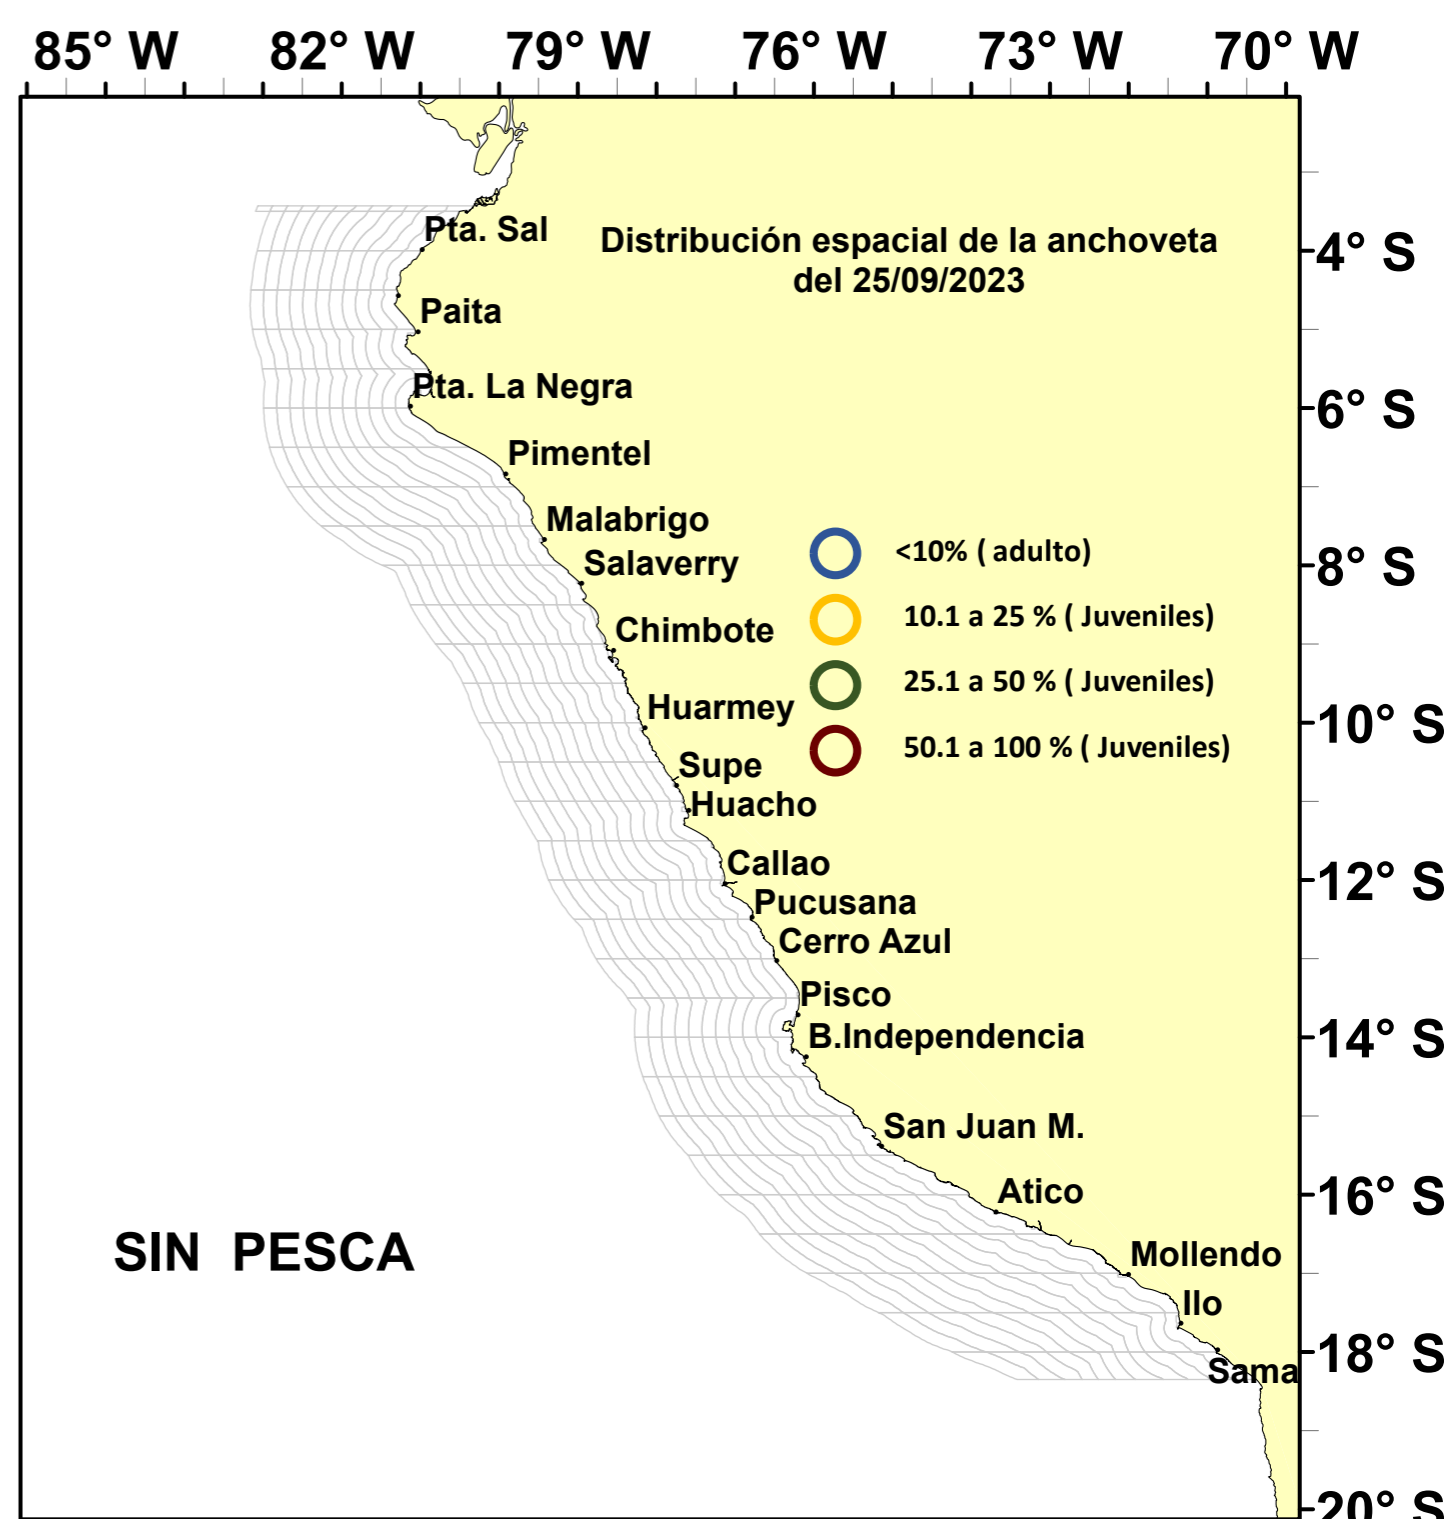 85° W 82° W 79° W 76° W 73° W 70° W
Pta. Sal
Distribución espacial de la anchoveta
del 25/09/2023
4° S
Paita
Pta. La Negra
6° S
Pimentel
Malabrigo
<10% ( adulto)
Salaverry
8° S
10.1 a 25 % ( Juveniles)
Chimbote
25.1 a 50 % ( Juveniles)
Huarmey
10° S
50.1 a 100 % ( Juveniles)
Supe
Huacho
Callao
12° S
Pucusana
Cerro Azul
Pisco
B.Independencia
14° S
San Juan M.
Atico
16° S
SIN PESCA
Mollendo
Ilo
18° S
Sama
20° S